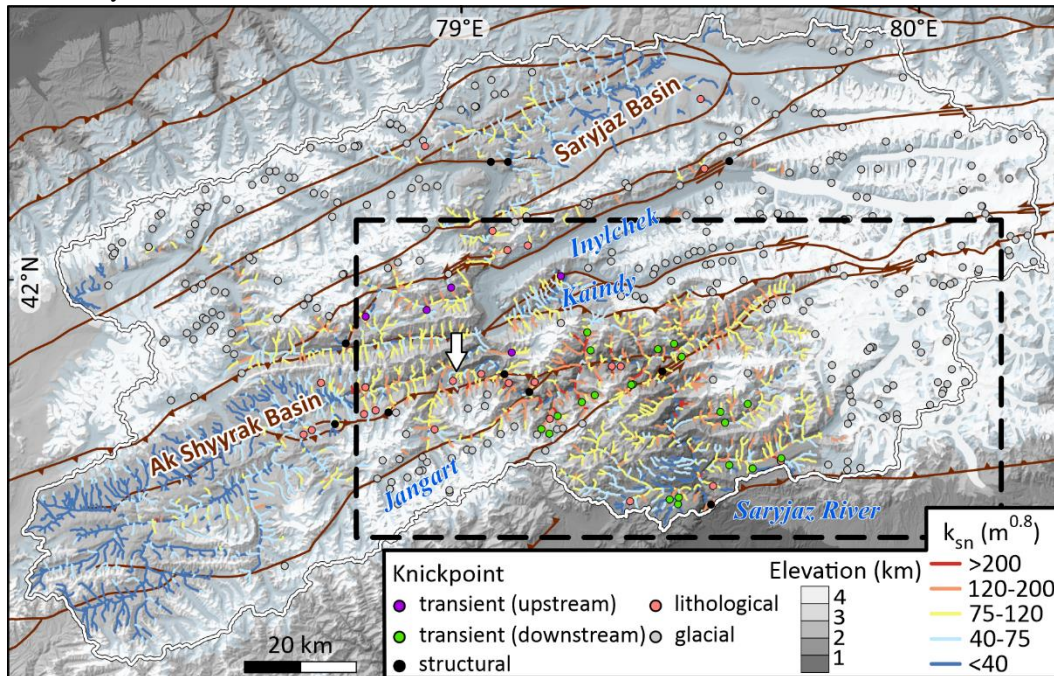 79°E
80°E
42°N
Saryjaz Basin
Inylchek
Kaindy
Ak Shyyrak Basin
Jangart
Saryjaz River
Knickpoint
transient (upstream)
transient (downstream)
structural
lithological
glacial
20 km
Elevation (km)
4
3
2
1
k_sn (m^0.8)
>200
120-200
75-120
40-75
<40